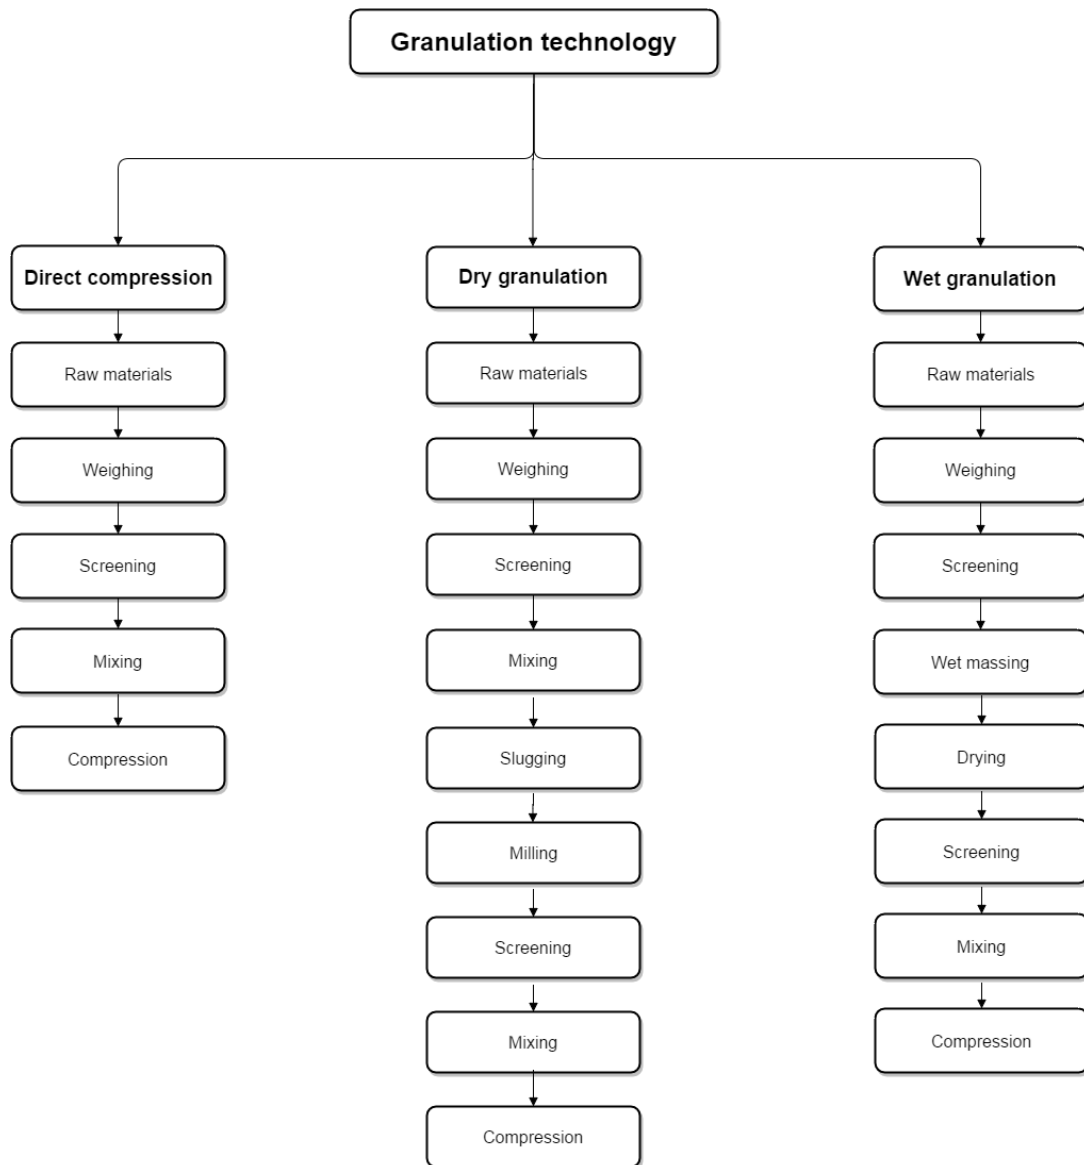 Granulation technology
Direct compression
Raw materials
Weighing
Screening
Mixing
Compression
Dry granulation
Raw materials
Weighing
Screening
Mixing
Slugging
Milling
Screening
Mixing
Compression
Wet granulation
Raw materials
Weighing
Screening
Wet massing
Drying
Screening
Mixing
Compression